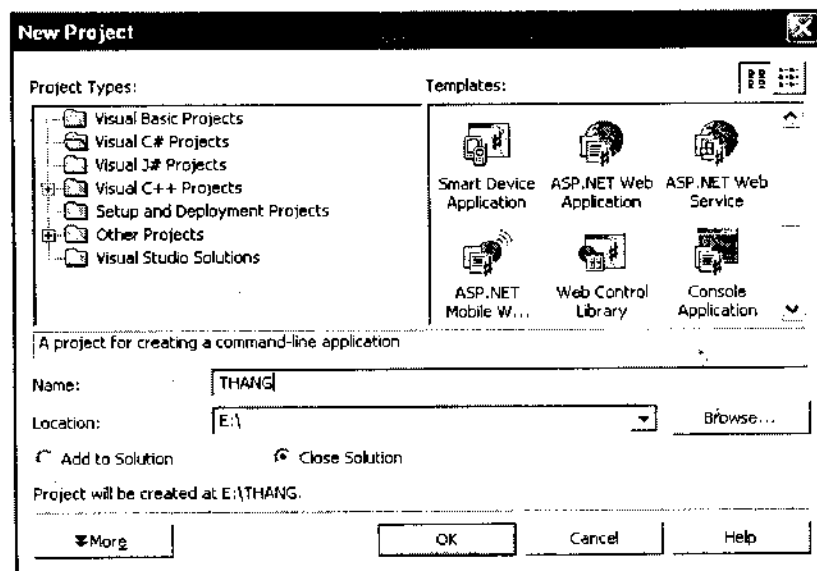 New Project
Project Types:
Templates:
Visual Basic Projects
Visual C# Projects
Visual J# Projects
Visual C++ Projects
Setup and Deployment Projects
Other Projects
Visual Studio Solutions
Smart Device Application
ASP.NET Web Application
ASP.NET Web Service
ASP.NET Mobile W...
Web Control Library
Console Application
A project for creating a command-line application
Name:
THANG
Location:
E:\
Browse...
Add to Solution
Close Solution
Project will be created at E:\THANG.
More
OK
Cancel
Help